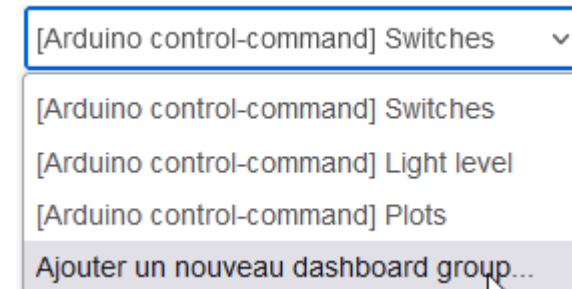 [Arduino control-command] Switches
[Arduino control-command] Switches
[Arduino control-command] Light level
[Arduino control-command] Plots
Ajouter un nouveau dashboard group...